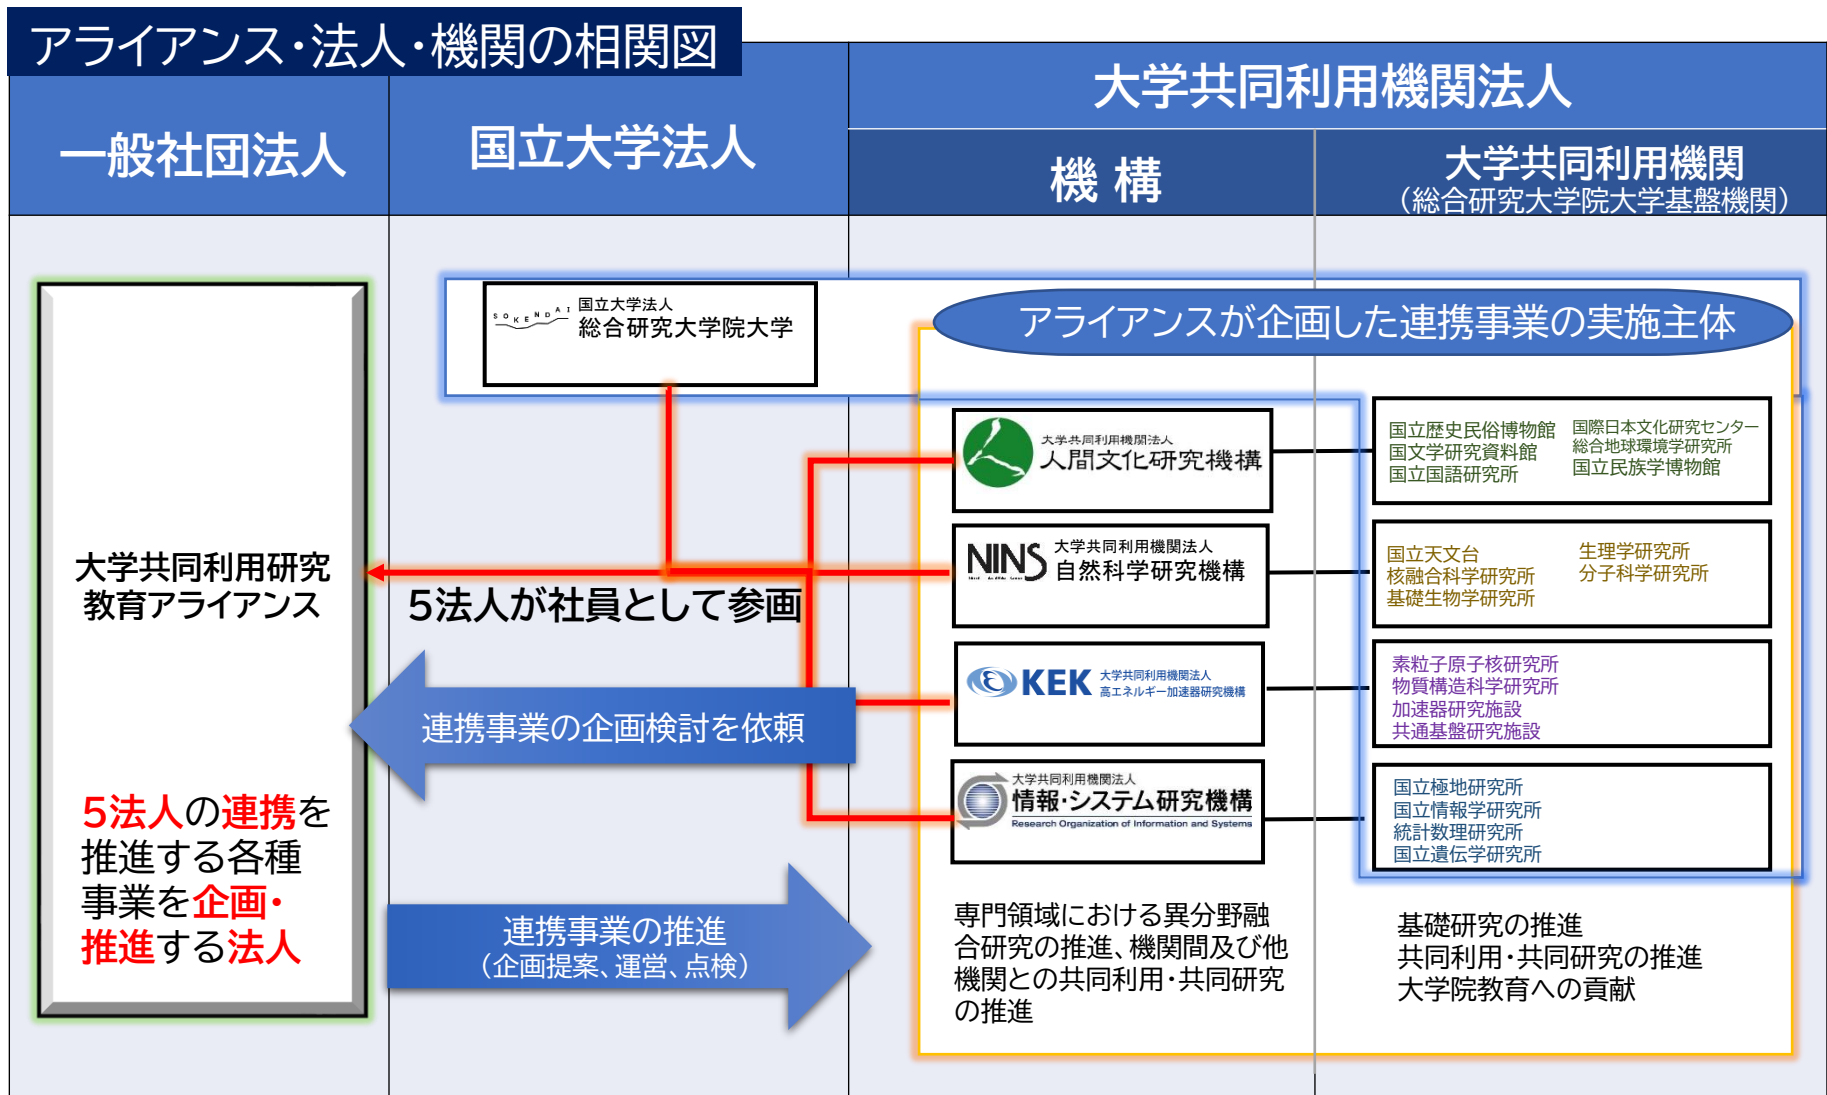 アライアンス・法人・機関の相関図
一般社団法人
国立大学法人
大学共同利用機関法人
機 構
大学共同利用機関
（総合研究大学院大学基盤機関）
SOKENDAI
国立大学法人
総合研究大学院大学
アライアンスが企画した連携事業の実施主体
大学共同利用機関法人
人間文化研究機構
国立歴史民俗博物館
国文学研究資料館
国立国語研究所
国際日本文化研究センター
総合地球環境学研究所
国立民族学博物館
NINS
大学共同利用機関法人
自然科学研究機構
国立天文台
核融合科学研究所
基礎生物学研究所
生理学研究所
分子科学研究所
大学共同利用研究
教育アライアンス
5法人が社員として参画
KEK
大学共同利用機関法人
高エネルギー加速器研究機構
素粒子原子核研究所
物質構造科学研究所
加速器研究施設
共通基盤研究施設
連携事業の企画検討を依頼
大学共同利用機関法人
情報・システム研究機構
Research Organization of Information and Systems
国立極地研究所
国立情報学研究所
統計数理研究所
国立遺伝学研究所
5法人の連携を
推進する各種
事業を企画・
推進する法人
連携事業の推進
（企画提案、運営、点検）
専門領域における異分野融
合研究の推進、機関間及び他
機関との共同利用・共同研究
の推進
基礎研究の推進
共同利用・共同研究の推進
大学院教育への貢献